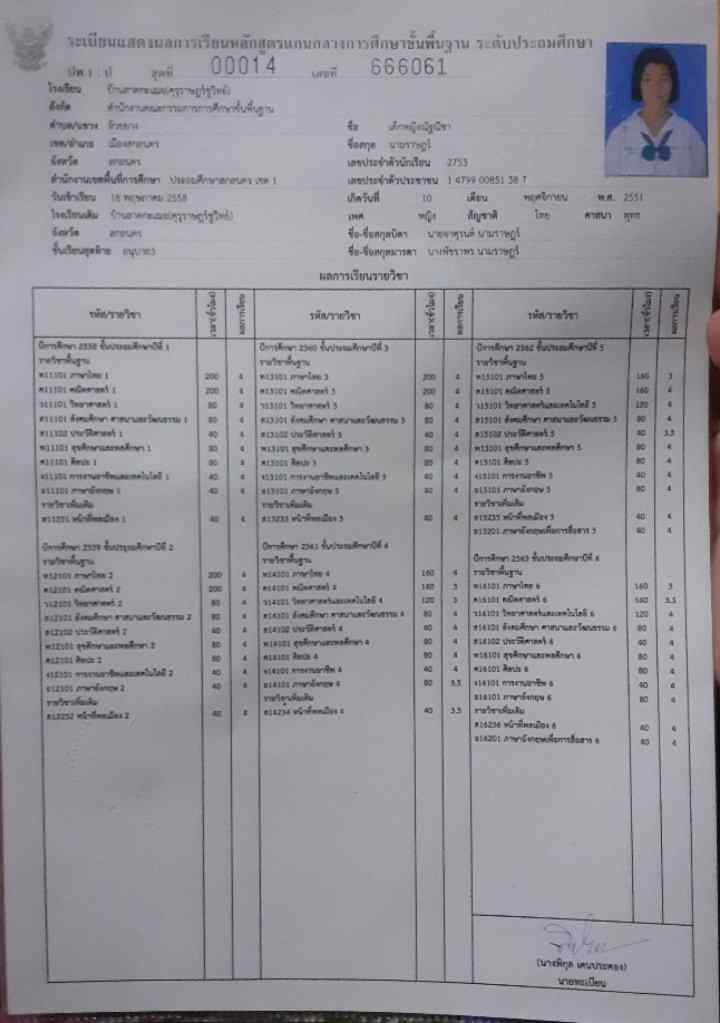 ระเบียนแสดงผลการเรียนหลักสูตรแกนกลางการศึกษาขั้นพื้นฐาน ระดับประถมศึกษา
ปพ.1 : ป ชุดที่ 00014 เลขที่ 666061
โรงเรียน
สังกัด สำนักงานคณะกรรมการการศึกษาขั้นพื้นฐาน
ตำบล/แขวง ห้วยยาง ชื่อ เด็กหญิงณัฐณิชา
เขต/อำเภอ เมืองสกลนคร ชื่อสกุล นามราษฎร์
จังหวัด สกลนคร เลขประจำตัวนักเรียน 2753
สำนักงานเขตพื้นที่การศึกษา ประถมศึกษาสกลนคร เขต 1 เลขประจำตัวประชาชน 1 4799 00851 38 7
วันเข้าเรียน 18 พฤษภาคม 2558 เกิดวันที่ 10 เดือน พฤศจิกายน พ.ศ. 2551
โรงเรียนเดิม เพศ หญิง สัญชาติ ไทย ศาสนา พุทธ
จังหวัด สกลนคร ชื่อ-ชื่อสกุลบิดา นายจาตุรนต์ นามราษฎร์
ชั้นเรียนสุดท้าย อนุบาล3 ชื่อ-ชื่อสกุลมารดา นางพัชราพร นามราษฎร์
ผลการเรียนรายวิชา
รหัส/รายวิชา เวลา(ชั่วโมง) ผลการเรียน รหัส/รายวิชา เวลา(ชั่วโมง) ผลการเรียน รหัส/รายวิชา เวลา(ชั่วโมง) ผลการเรียน
ปีการศึกษา 2558 ชั้นประถมศึกษาปีที่ 1
รายวิชาพื้นฐาน
ท11101 ภาษาไทย 1 200 4
ค11101 คณิตศาสตร์ 1 200 4
ว11101 วิทยาศาสตร์ 1 80 4
ส11101 สังคมศึกษา ศาสนาและวัฒนธรรม 1 80 4
ส11102 ประวัติศาสตร์ 1 40 4
พ11101 สุขศึกษาและพลศึกษา 1 80 4
ศ11101 ศิลปะ 1 80 4
ง11101 การงานอาชีพและเทคโนโลยี 1 40 4
อ11101 ภาษาอังกฤษ 1 40 4
รายวิชาเพิ่มเติม
ส11231 หน้าที่พลเมือง 1 40 4
ปีการศึกษา 2559 ชั้นประถมศึกษาปีที่ 2
รายวิชาพื้นฐาน
ท12101 ภาษาไทย 2 200 4
ค12101 คณิตศาสตร์ 2 200 4
ว12101 วิทยาศาสตร์ 2 80 4
ส12101 สังคมศึกษา ศาสนาและวัฒนธรรม 2 80 4
ส12102 ประวัติศาสตร์ 2 40 4
พ12101 สุขศึกษาและพลศึกษา 2 80 4
ศ12101 ศิลปะ 2 80 4
ง12101 การงานอาชีพและเทคโนโลยี 2 40 4
อ12101 ภาษาอังกฤษ 2 40 4
รายวิชาเพิ่มเติม
ส12232 หน้าที่พลเมือง 2 40 4
ปีการศึกษา 2560 ชั้นประถมศึกษาปีที่ 3
รายวิชาพื้นฐาน
ท13101 ภาษาไทย 3 200 4
ค13101 คณิตศาสตร์ 3 200 4
ว13101 วิทยาศาสตร์ 3 80 4
ส13101 สังคมศึกษา ศาสนาและวัฒนธรรม 3 80 4
ส13102 ประวัติศาสตร์ 3 40 4
พ13101 สุขศึกษาและพลศึกษา 3 80 4
ศ13101 ศิลปะ 3 80 4
ง13101 การงานอาชีพและเทคโนโลยี 3 40 4
อ13101 ภาษาอังกฤษ 3 40 4
รายวิชาเพิ่มเติม
ส13233 หน้าที่พลเมือง 3 40 4
ปีการศึกษา 2561 ชั้นประถมศึกษาปีที่ 4
รายวิชาพื้นฐาน
ท14101 ภาษาไทย 4 160 4
ค14101 คณิตศาสตร์ 4 160 3
ว14101 วิทยาศาสตร์และเทคโนโลยี 4 120 3
ส14101 สังคมศึกษา ศาสนาและวัฒนธรรม 4 80 4
ส14102 ประวัติศาสตร์ 4 40 4
พ14101 สุขศึกษาและพลศึกษา 4 80 4
ศ14101 ศิลปะ 4 80 4
ง14101 การงานอาชีพ 4 40 4
อ14101 ภาษาอังกฤษ 4 80 3.5
รายวิชาเพิ่มเติม
ส14234 หน้าที่พลเมือง 4 40 3.5
ปีการศึกษา 2562 ชั้นประถมศึกษาปีที่ 5
รายวิชาพื้นฐาน
ท15101 ภาษาไทย 5 160 3
ค15101 คณิตศาสตร์ 5 160 4
ว15101 วิทยาศาสตร์และเทคโนโลยี 5 120 4
ส15101 สังคมศึกษา ศาสนาและวัฒนธรรม 5 80 4
ส15102 ประวัติศาสตร์ 5 40 3.5
พ15101 สุขศึกษาและพลศึกษา 5 80 4
ศ15101 ศิลปะ 5 80 4
ง15101 การงานอาชีพ 5 40 4
อ15101 ภาษาอังกฤษ 5 80 4
รายวิชาเพิ่มเติม
ส15235 หน้าที่พลเมือง 5 40 4
อ15201 ภาษาอังกฤษเพื่อการสื่อสาร 5 40 4
ปีการศึกษา 2563 ชั้นประถมศึกษาปีที่ 6
รายวิชาพื้นฐาน
ท16101 ภาษาไทย 6 160 3
ค16101 คณิตศาสตร์ 6 160 3.5
ว16101 วิทยาศาสตร์และเทคโนโลยี 6 120 4
ส16101 สังคมศึกษา ศาสนาและวัฒนธรรม 6 80 4
ส16102 ประวัติศาสตร์ 6 40 4
พ16101 สุขศึกษาและพลศึกษา 6 80 4
ศ16101 ศิลปะ 6 80 4
ง16101 การงานอาชีพ 6 40 4
อ16101 ภาษาอังกฤษ 6 80 4
รายวิชาเพิ่มเติม
ส16236 หน้าที่พลเมือง 6 40 4
อ16201 ภาษาอังกฤษเพื่อการสื่อสาร 6 40 4
(นางพิกุล เคนประคอง)
นายทะเบียน